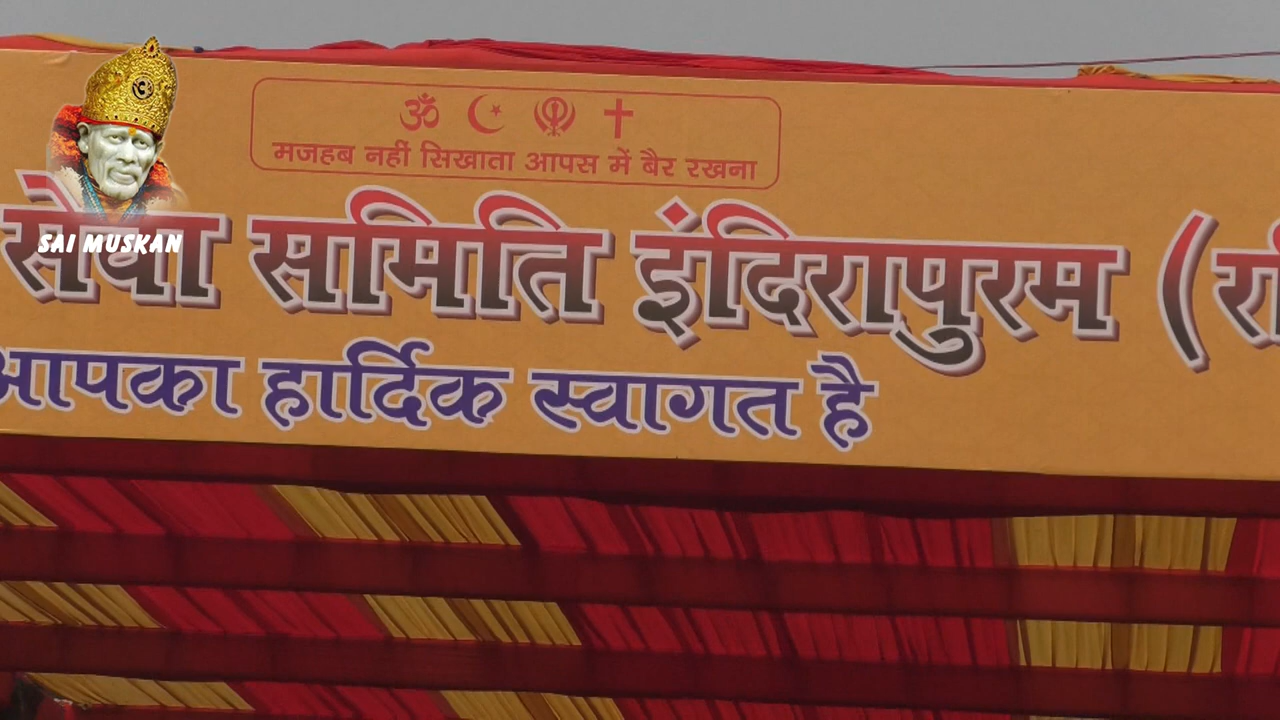 ॐ
मजहब नहीं सिखाता आपस में बैर रखना
SAI MUSKAN
सेवा समिति इंदिरापुरम (
आपका हार्दिक स्वागत है